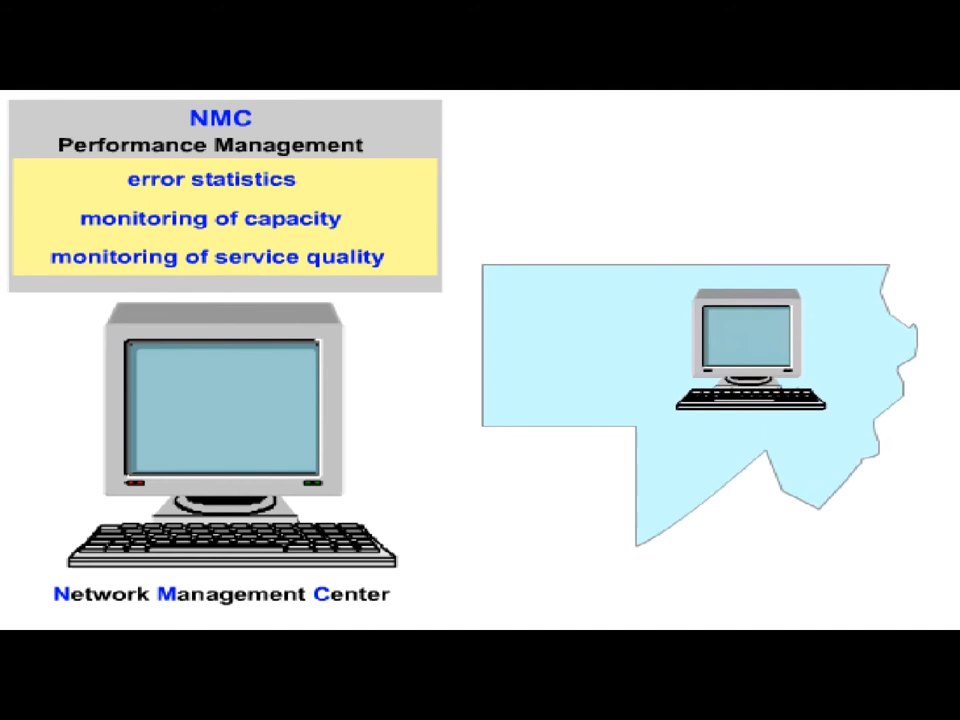 NMC
Performance Management
error statistics
monitoring of capacity
monitoring of service quality
Network Management Center